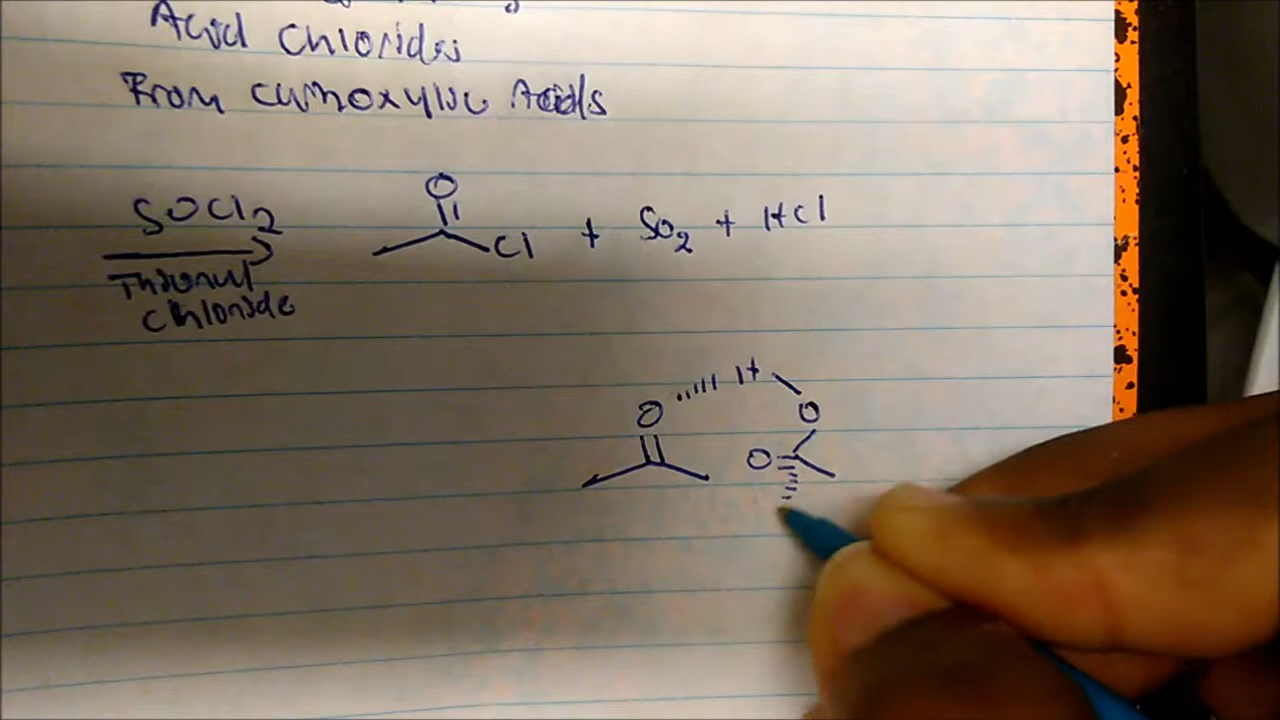 Acid Chlorides
From carboxylic Acids
O
SOCl2 Cl + SO2 + HCl
Thionyl
chloride
H
O O
O